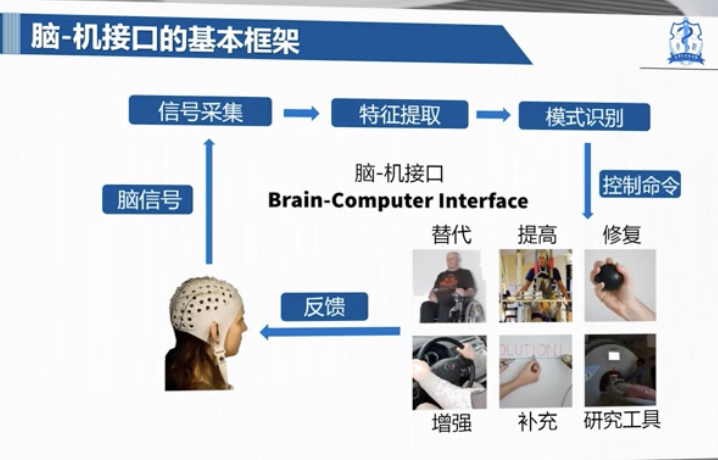 脑-机接口的基本框架
信号采集
特征提取
模式识别
脑信号
脑-机接口
Brain-Computer Interface
控制命令
替代
提高
修复
反馈
OLUTION!
增强
补充
研究工具